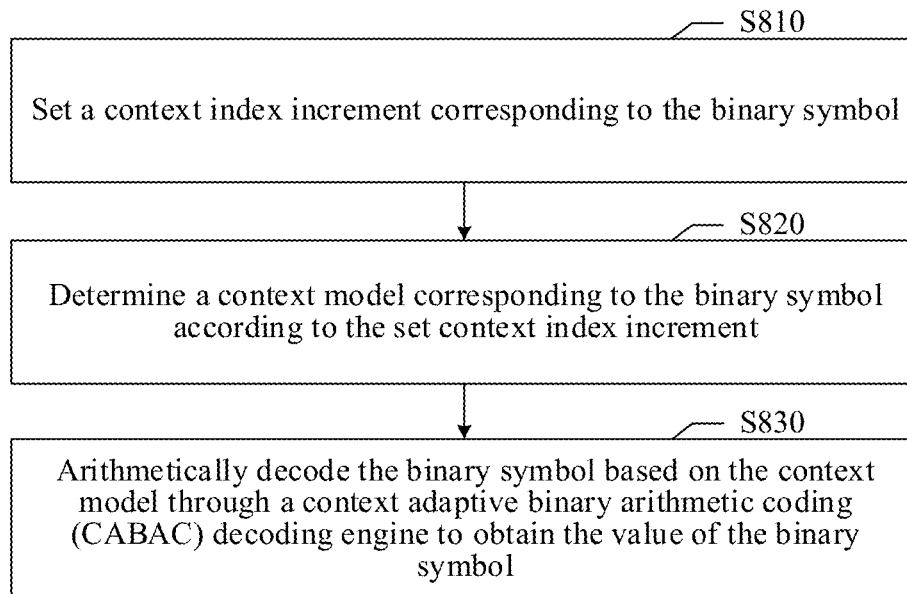 S810
Set a context index increment corresponding to the binary symbol
S820
Determine a context model corresponding to the binary symbol
according to the set context index increment
S830
Arithmetically decode the binary symbol based on the context
model through a context adaptive binary arithmetic coding
(CABAC) decoding engine to obtain the value of the binary
symbol